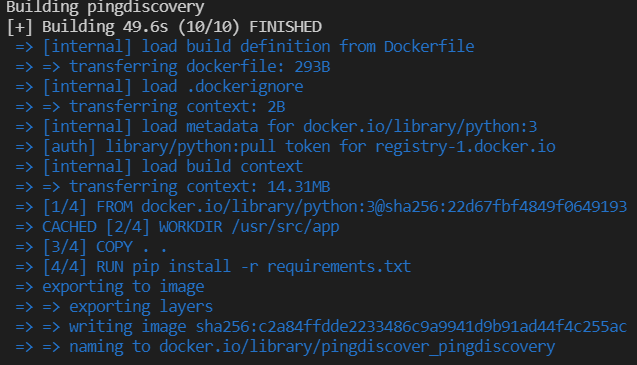 Building pingdiscovery
[+] Building 49.6s (10/10) FINISHED
=> [internal] load build definition from Dockerfile
=> => transferring dockerfile: 293B
=> [internal] load .dockerignore
=> => transferring context: 2B
=> [internal] load metadata for docker.io/library/python:3
=> [auth] library/python:pull token for registry-1.docker.io
=> [internal] load build context
=> => transferring context: 14.31MB
=> [1/4] FROM docker.io/library/python:3@sha256:22d67fbf4849f0649193
=> CACHED [2/4] WORKDIR /usr/src/app
=> [3/4] COPY . .
=> [4/4] RUN pip install -r requirements.txt
=> exporting to image
=> => exporting layers
=> => writing image sha256:c2a84ffdde2233486c9a9941d9b91ad44f4c255ac
=> => naming to docker.io/library/pingdiscover_pingdiscovery